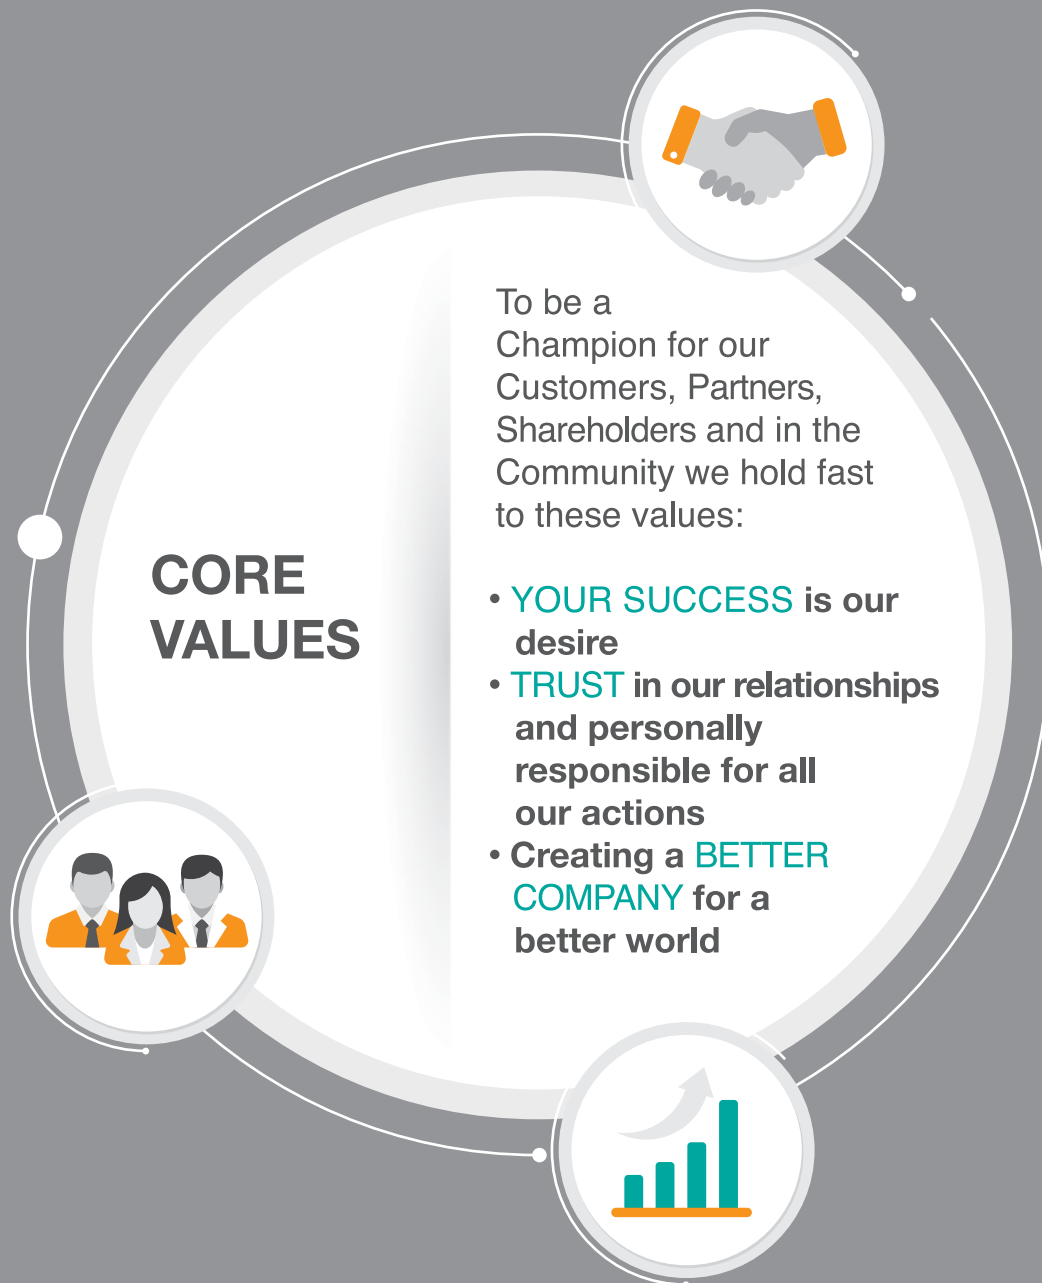 CORE
VALUES
To be a
Champion for our
Customers, Partners,
Shareholders and in the
Community we hold fast
to these values:
• YOUR SUCCESS is our
desire
• TRUST in our relationships
and personally
responsible for all
our actions
• Creating a BETTER
COMPANY for a
better world